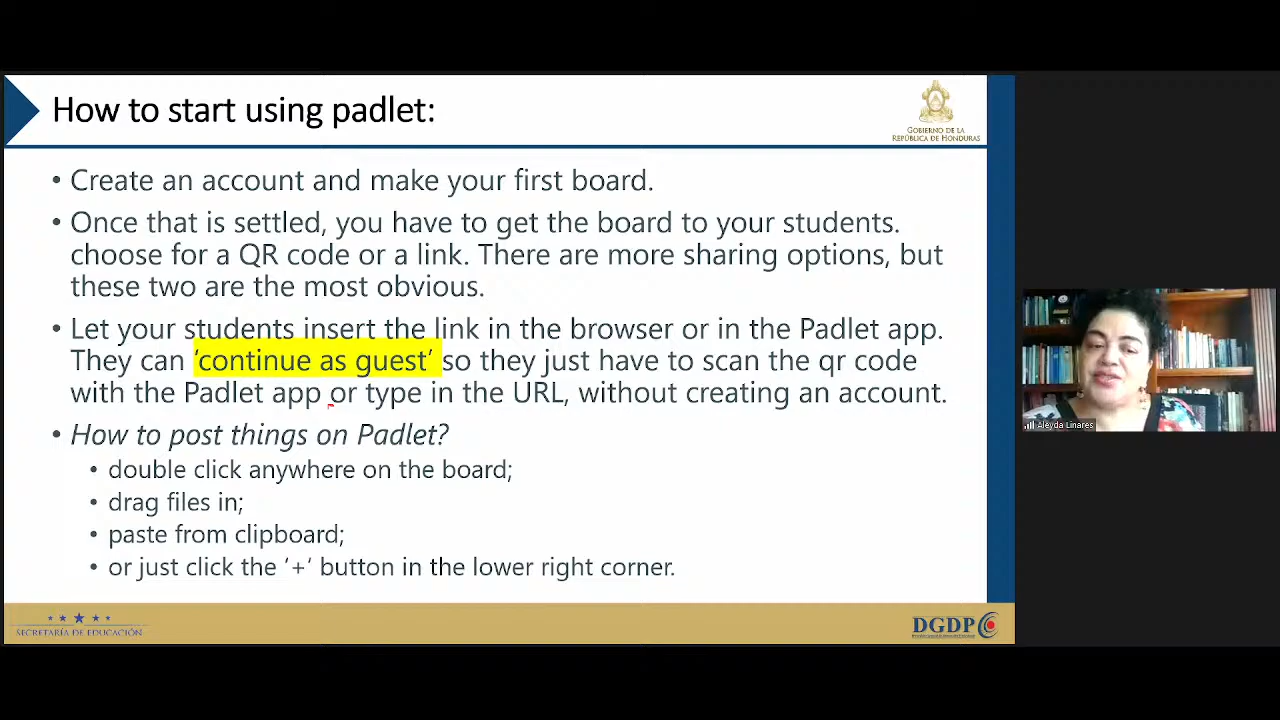 How to start using padlet:
GOBIERNO DE LA
REPÚBLICA DE HONDURAS
• Create an account and make your first board.
• Once that is settled, you have to get the board to your students.
choose for a QR code or a link. There are more sharing options, but
these two are the most obvious.
• Let your students insert the link in the browser or in the Padlet app.
They can ‘continue as guest’ so they just have to scan the qr code
with the Padlet app or type in the URL, without creating an account.
• How to post things on Padlet?
• double click anywhere on the board;
• drag files in;
• paste from clipboard;
• or just click the ‘+’ button in the lower right corner.
Aleyda Linares
SECRETARÍA DE EDUCACIÓN
DGDP